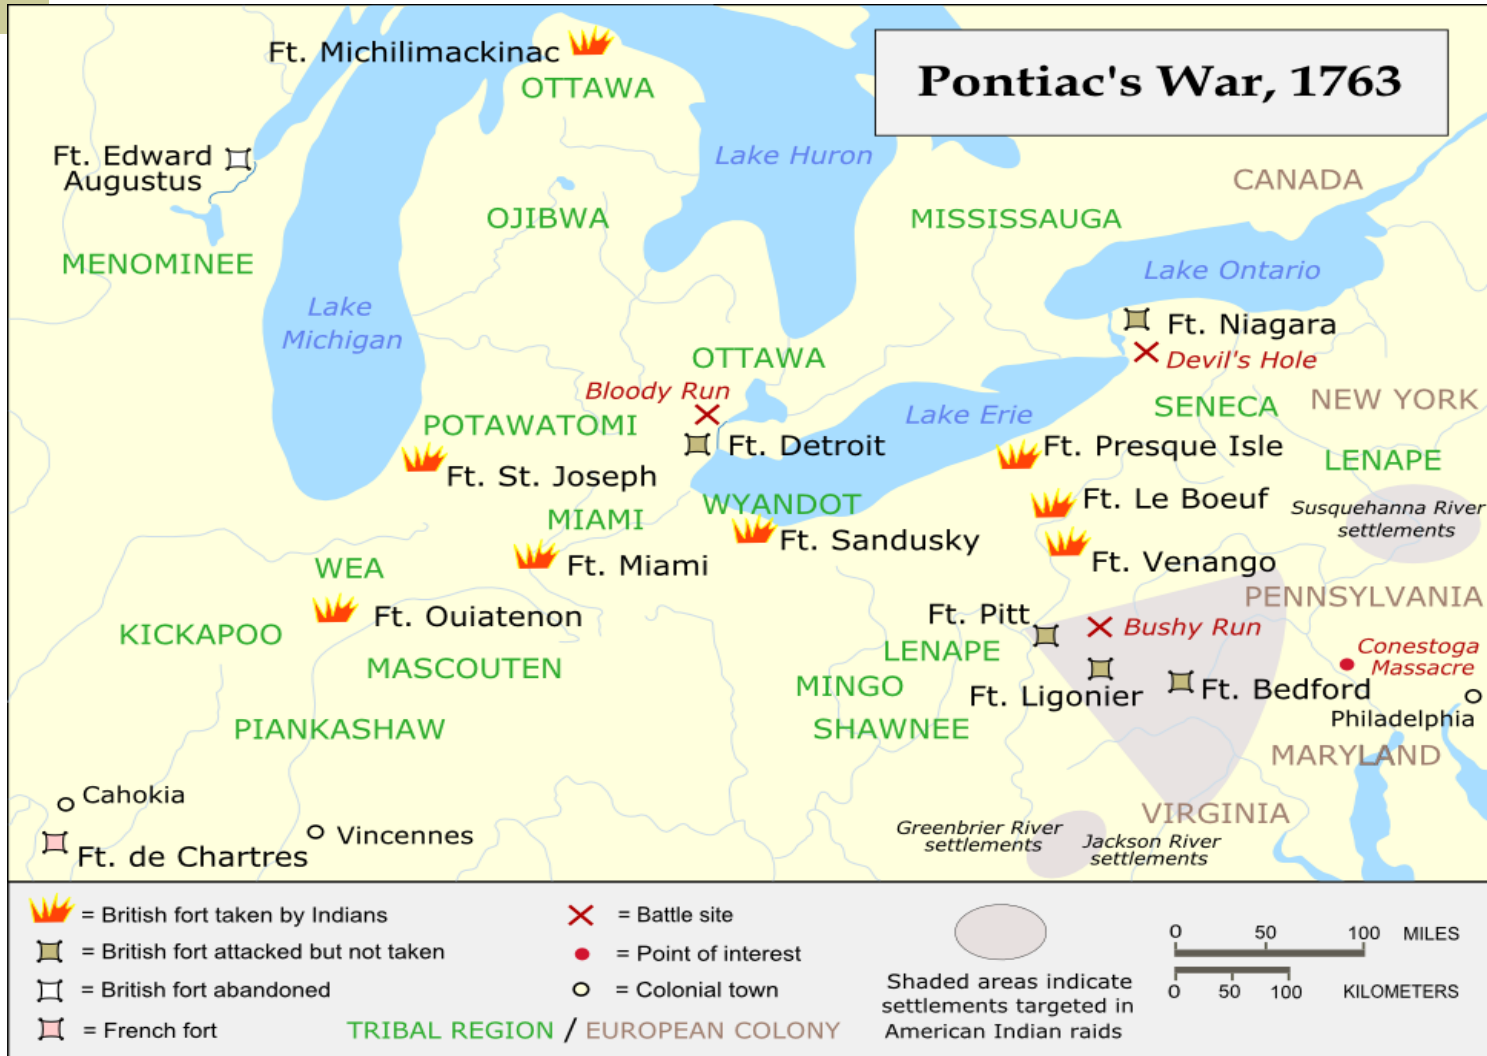 Pontiac's War, 1763
Ft. Michilimackinac
OTTAWA
Ft. Edward
Augustus
Lake Huron
CANADA
OJIBWA
MISSISSAUGA
MENOMINEE
Lake Ontario
Lake
Michigan
Ft. Niagara
Devil's Hole
OTTAWA
Bloody Run
Lake Erie
SENECA
NEW YORK
POTAWATOMI
Ft. Detroit
Ft. Presque Isle
LENAPE
Ft. St. Joseph
WYANDOT
Ft. Le Boeuf
Susquehanna River
settlements
MIAMI
Ft. Sandusky
Ft. Miami
Ft. Venango
WEA
PENNSYLVANIA
Ft. Ouiatenon
Ft. Pitt
Bushy Run
KICKAPOO
LENAPE
Conestoga
Massacre
MASCOUTEN
MINGO
Ft. Ligonier
Ft. Bedford
Philadelphia
PIANKASHAW
SHAWNEE
MARYLAND
Cahokia
VIRGINIA
Greenbrier River
settlements
Jackson River
settlements
Vincennes
Ft. de Chartres
= British fort taken by Indians
= British fort attacked but not taken
= British fort abandoned
= French fort
= Battle site
= Point of interest
= Colonial town
TRIBAL REGION / EUROPEAN COLONY
Shaded areas indicate
settlements targeted in
American Indian raids
0 50 100 MILES
0 50 100 KILOMETERS